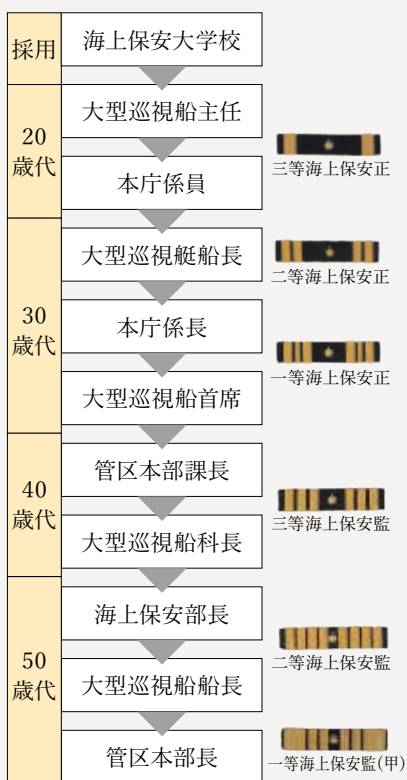 採用
海上保安大学校
20
歳代
大型巡視船主任
三等海上保安正
本庁係員
30
歳代
大型巡視艇船長
二等海上保安正
本庁係長
一等海上保安正
大型巡視船首席
40
歳代
管区本部課長
三等海上保安監
大型巡視船科長
50
歳代
海上保安部長
二等海上保安監
大型巡視船船長
管区本部長
一等海上保安監(甲)